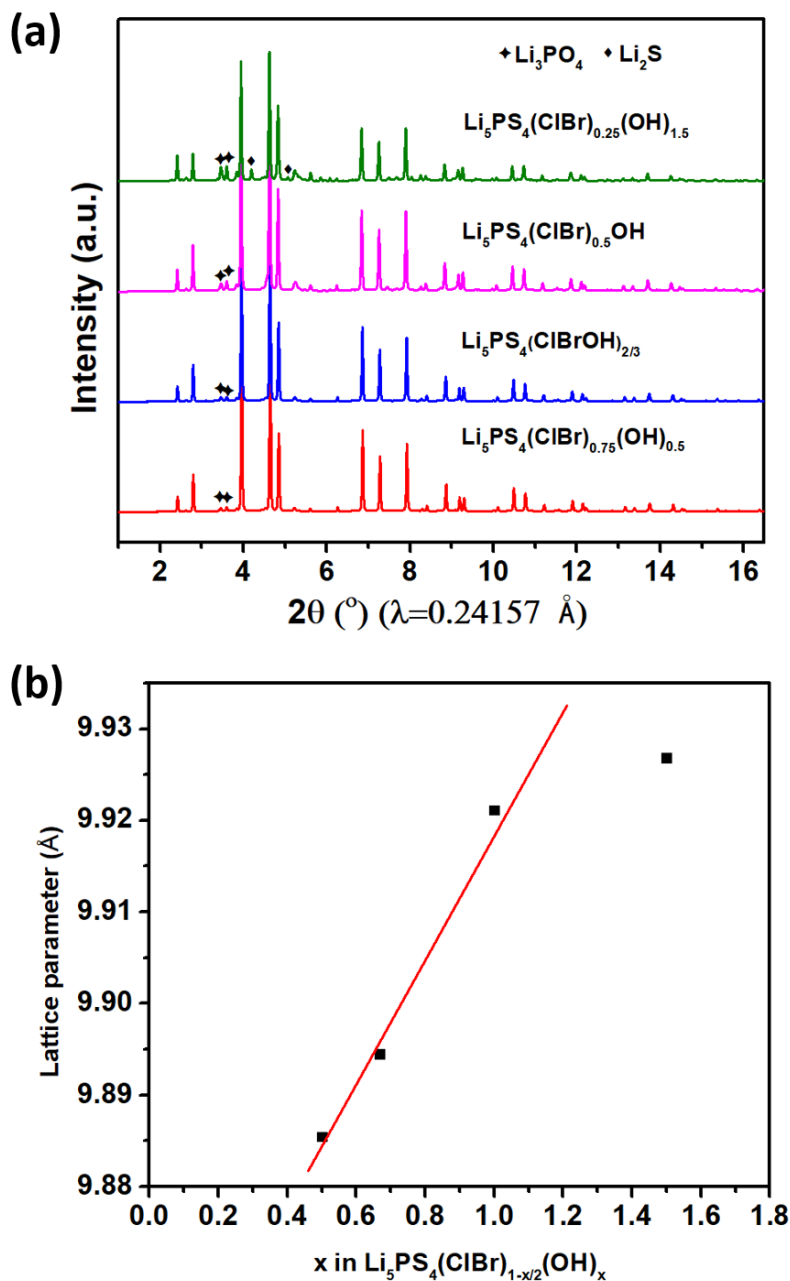 (a)
✦Li₃PO₄ ♦Li₂S
Li₅PS₄(ClBr)₀.₂₅(OH)₁.₅
Li₅PS₄(ClBr)₀.₅OH
Li₅PS₄(ClBrOH)₂/₃
Li₅PS₄(ClBr)₀.₇₅(OH)₀.₅
Intensity (a.u.)
2 4 6 8 10 12 14 16
2θ (°) (λ=0.24157 Å)
(b)
9.93
9.92
9.91
9.90
9.89
9.88
Lattice parameter (Å)
0.0 0.2 0.4 0.6 0.8 1.0 1.2 1.4 1.6 1.8
x in Li₅PS₄(ClBr)₁₋ₓ/₂(OH)ₓ